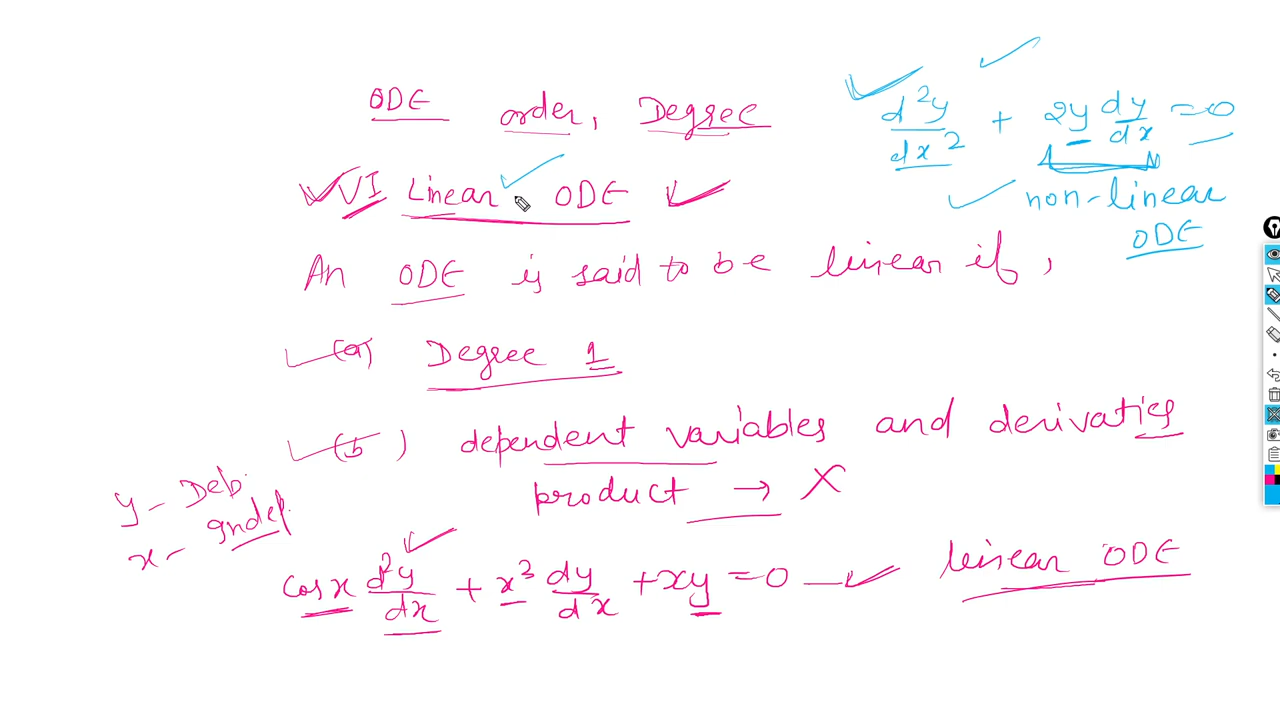 ODE order, Degree
d²y/dx² + 2y dy/dx = 0
VI Linear ODE
non-linear ODE
An ODE is said to be linear if,
(a) Degree 1
(b) dependent variables and derivaties
product → X
y - Dep.
x - Indep.
cosx d²y/dx + x² dy/dx + xy = 0
linear ODE